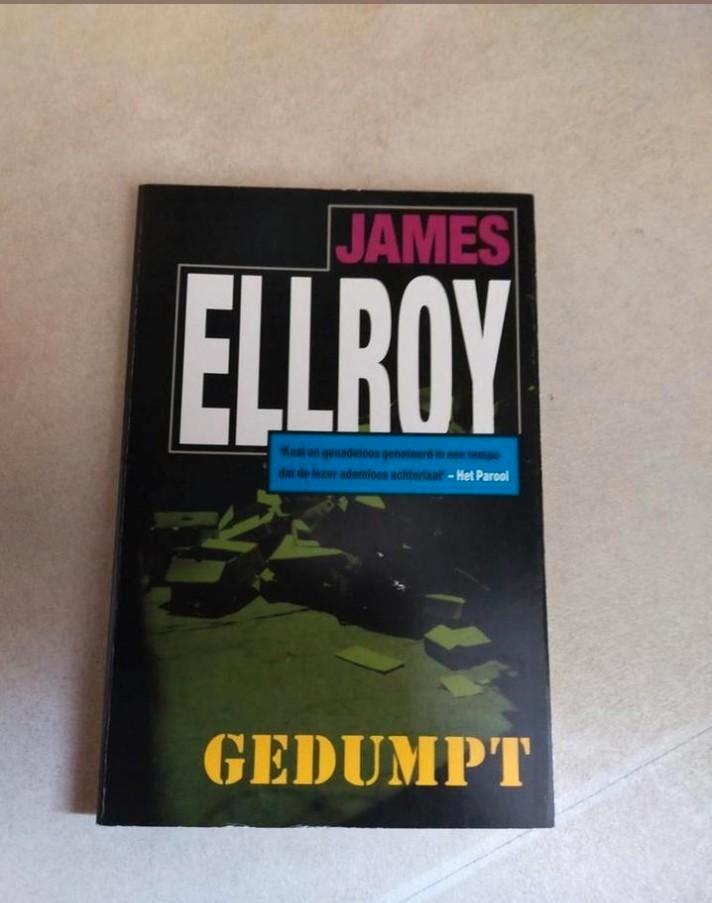 JAMES
ELLROY
'Kaal en genadeloos genoteerd in een tempo
dat de lezer ademloos achterlaat' – Het Parool
GEDUMPT